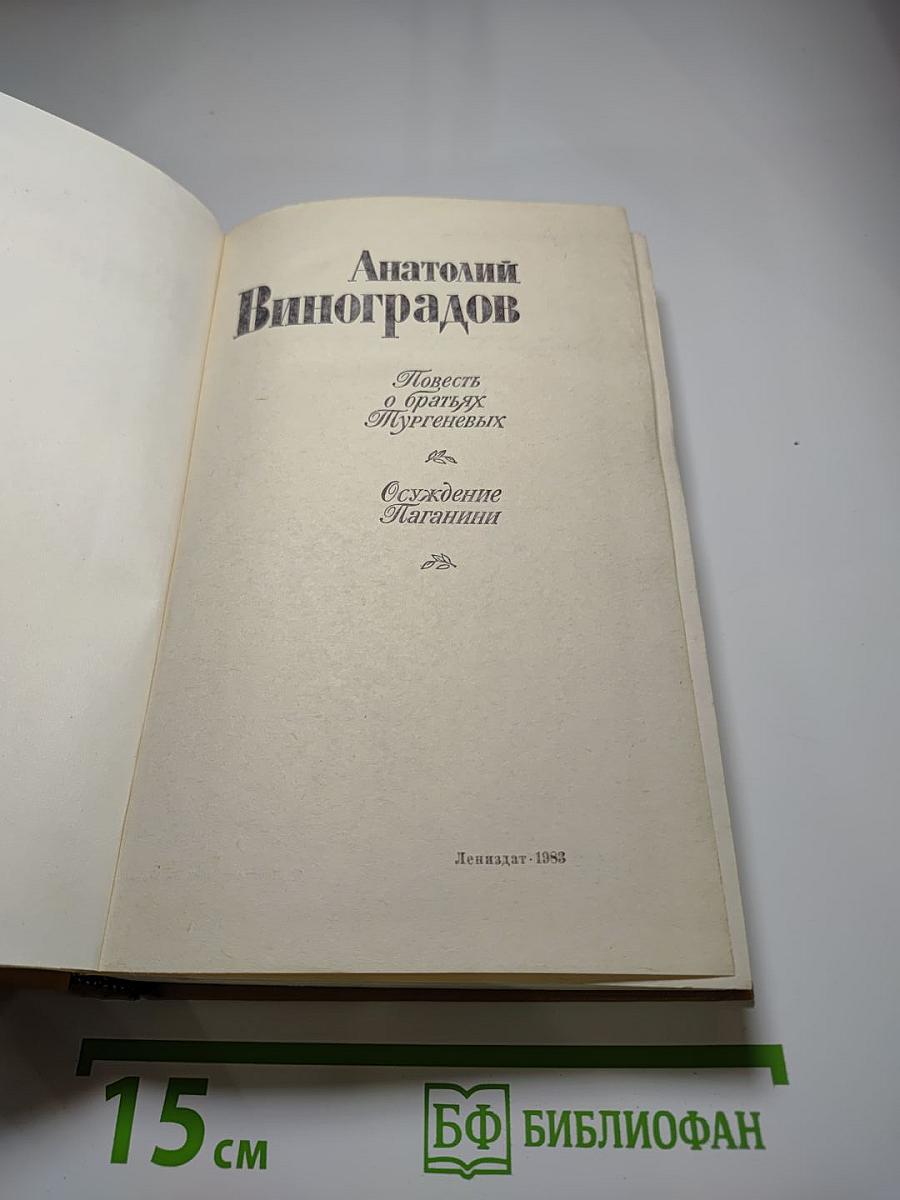 Анатолий
Виноградов
Повесть
о братьях
Тургеневых
Осуждение
Паганини
Лениздат·1983
15 см
БФ БИБЛИОФАН